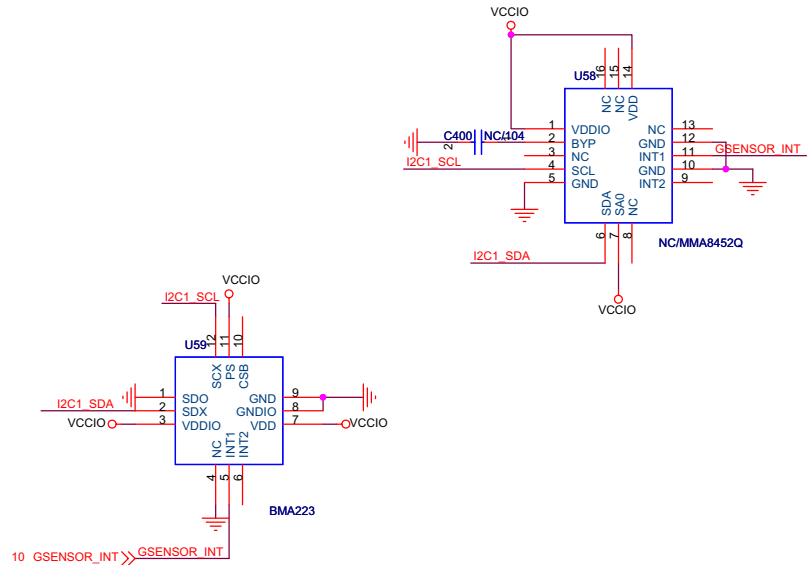 VCCIO
U58
16
15
14
NC
NC
VDD
C400
NC/104
2
1
1
VDDIO
NC
13
2
BYP
GND
12
3
NC
INT1
11
GSENSOR_INT
I2C1_SCL
4
SCL
GND
10
5
GND
INT2
9
SDA
SA0
NC
6
7
8
NC/MMA8452Q
I2C1_SDA
VCCIO
VCCIO
I2C1_SCL
U59
12
11
10
SCX
PS
CSB
1
SDO
GND
9
I2C1_SDA
2
SDX
GNDIO
8
VCCIO
3
VDDIO
VDD
7
VCCIO
NC
INT1
INT2
4
5
6
BMA223
10 GSENSOR_INT
GSENSOR_INT